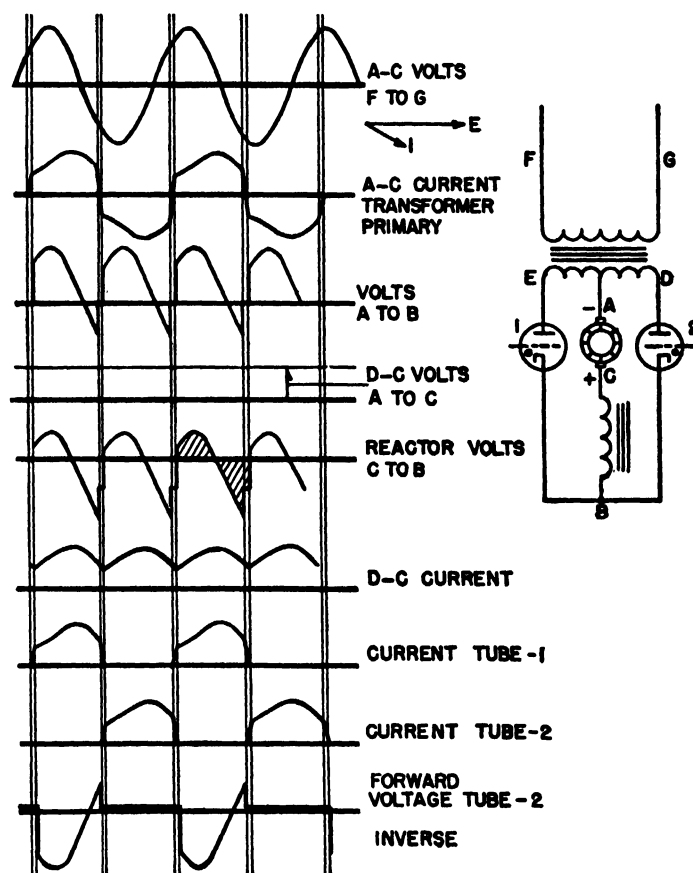 A-C VOLTS
F TO G
E
I
A-C CURRENT
TRANSFORMER
PRIMARY
VOLTS
A TO B
D-C VOLTS
A TO C
REACTOR VOLTS
C TO B
D-C CURRENT
CURRENT TUBE-1
CURRENT TUBE-2
FORWARD
VOLTAGE TUBE-2
INVERSE
F G
E D
- A
1 2
+ C
B